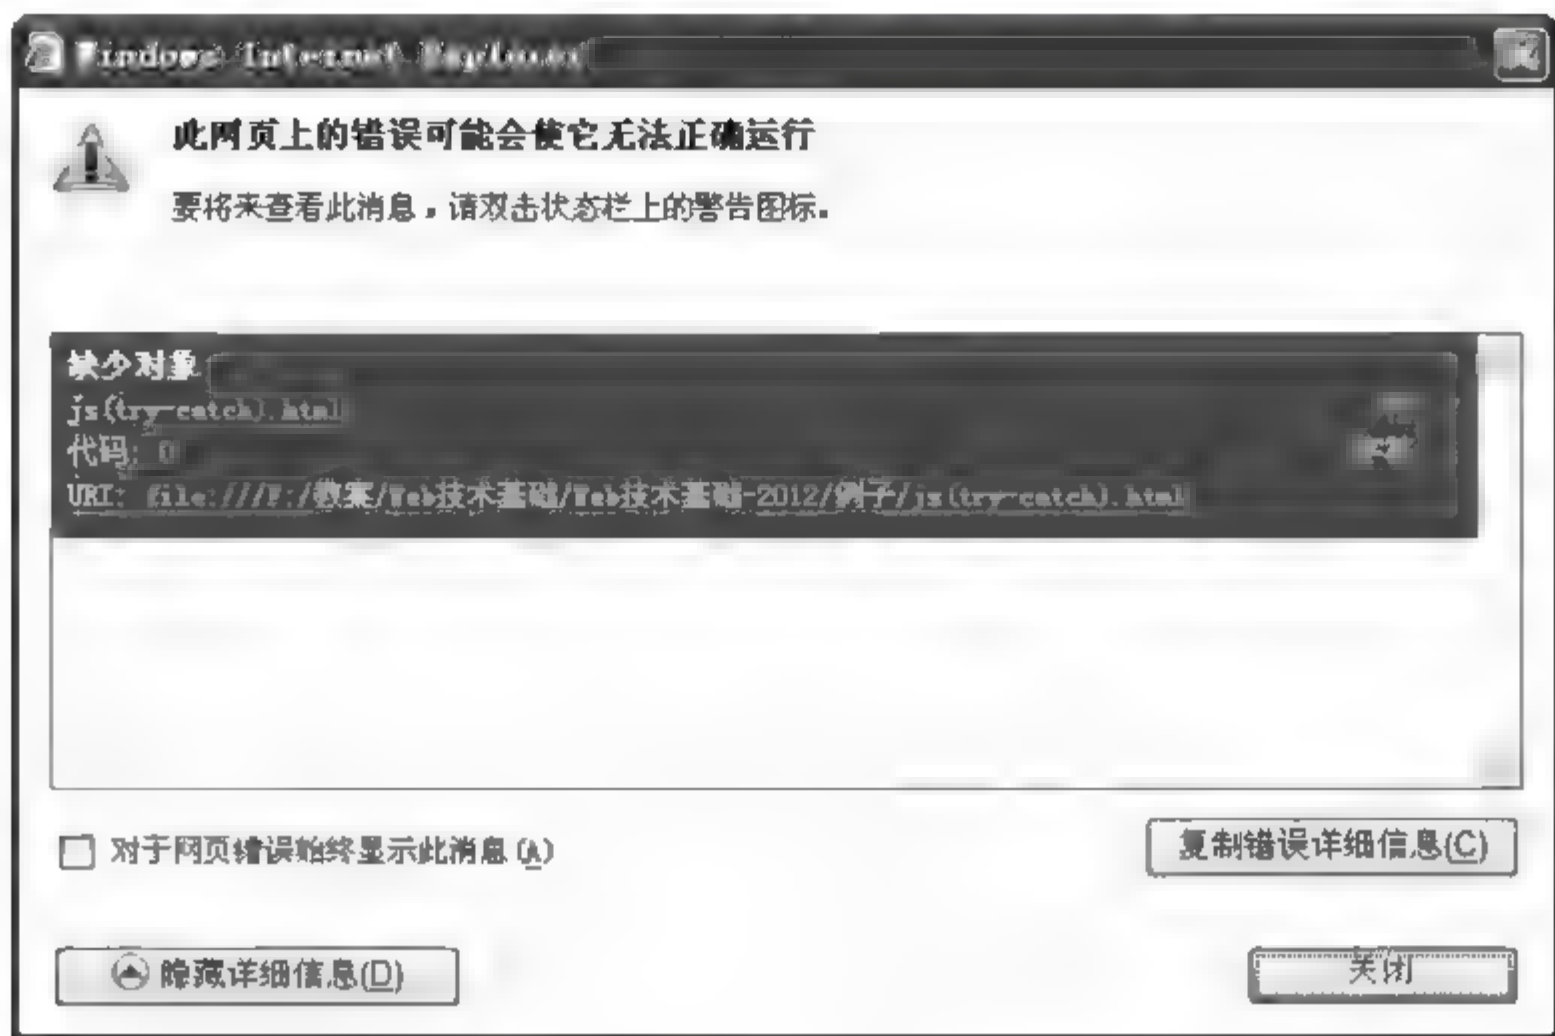 Windows Internet Explorer
此网页上的错误可能会使它无法正确运行
要将来查看此消息，请双击状态栏上的警告图标。
缺少对象
js(try-catch).html
代码: 0
URI: file:///F:/教案/Web技术基础/Web技术基础-2012/例子/js(try-catch).html
对于网页错误始终显示此消息(A)
复制错误详细信息(C)
隐藏详细信息(D)
关闭